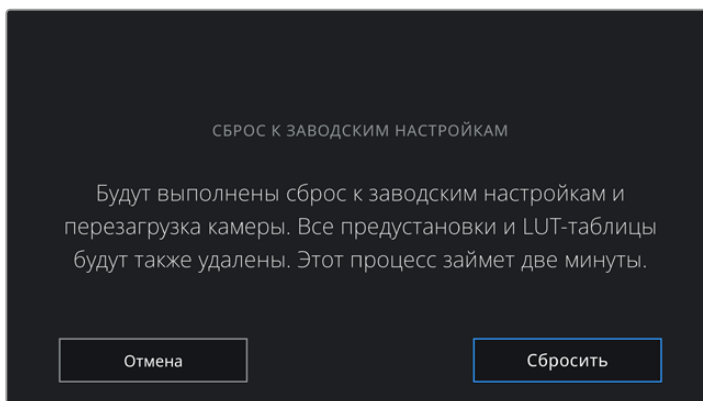 СБРОС К ЗАВОДСКИМ НАСТРОЙКАМ
Будут выполнены сброс к заводским настройкам и
перезагрузка камеры. Все предустановки и LUT-таблицы
будут также удалены. Этот процесс займет две минуты.
Отмена
Сбросить